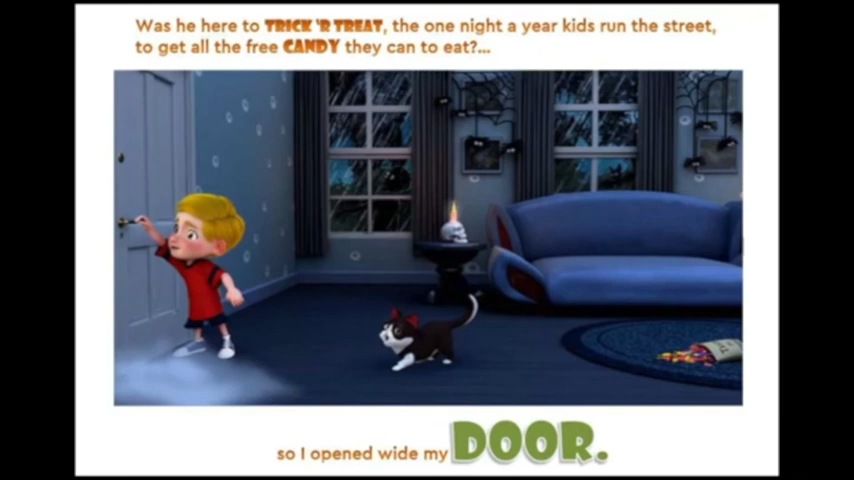 Was he here to TRICK 'R TREAT, the one night a year kids run the street,
to get all the free CANDY they can to eat?...
so I opened wide my DOOR.